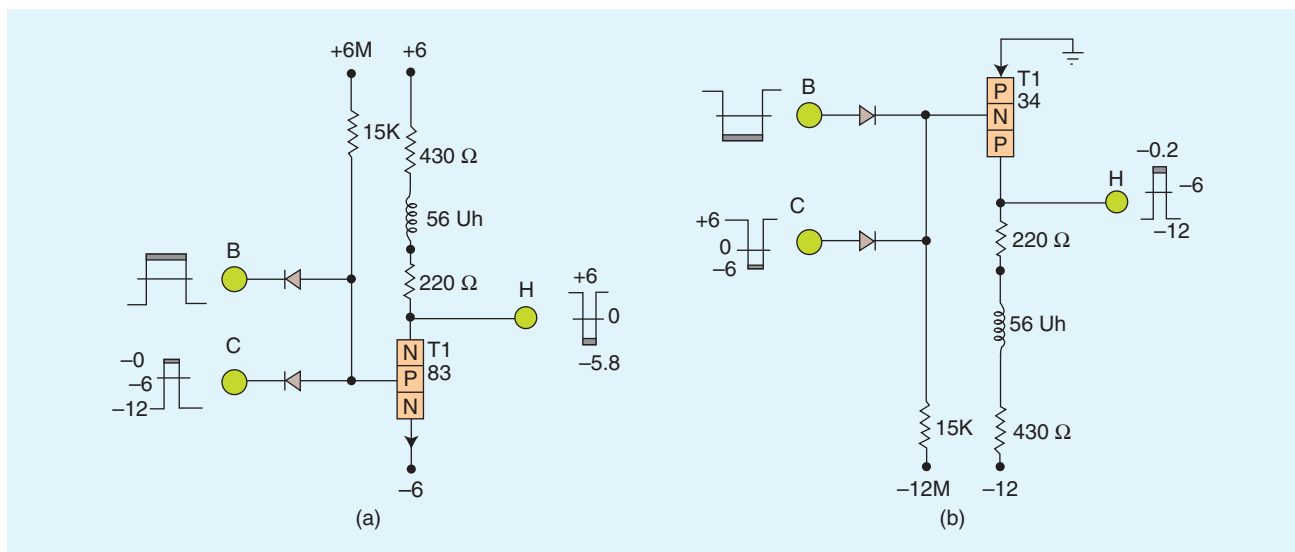 +6M +6
15K
430 Ω
56 Uh
B
220 Ω
H
+6
0
–5.8
C
–0
–6
–12
N T1
P 83
N
–6
(a)
B
P T1
N 34
P
–0.2
H
–6
–12
C
+6
0
–6
220 Ω
56 Uh
15K
430 Ω
–12M –12
(b)